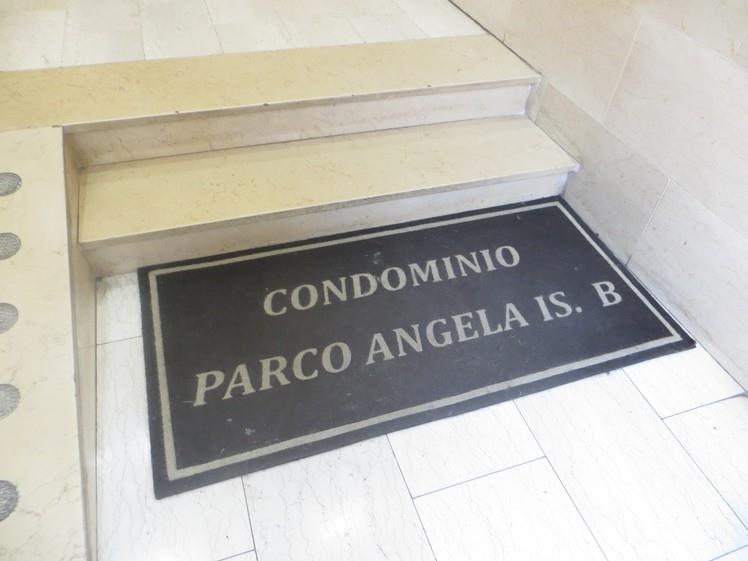 CONDOMINIO
PARCO ANGELA IS. B